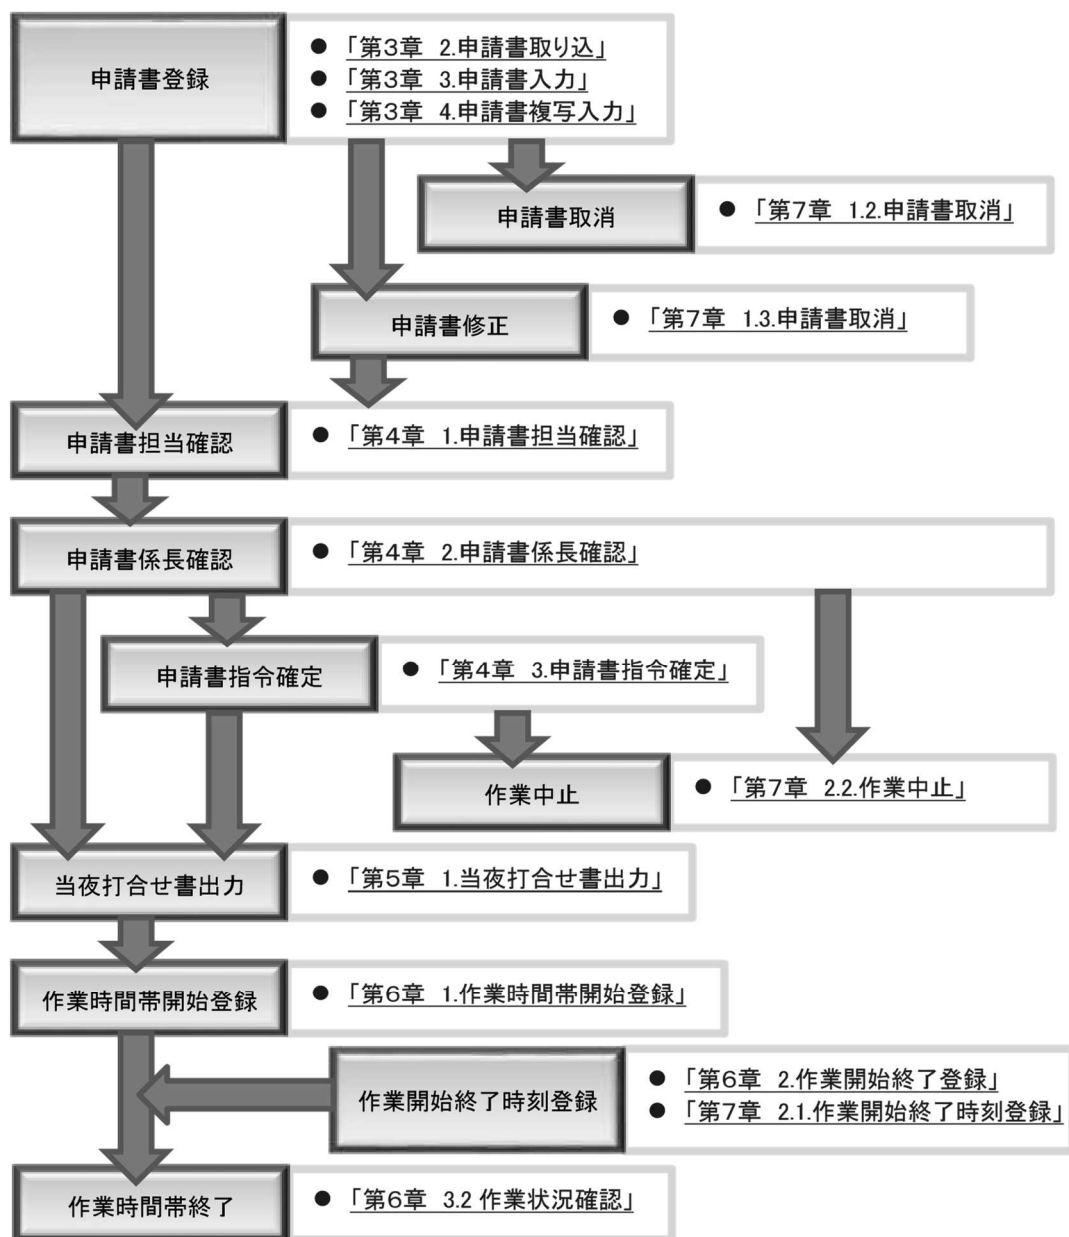 申請書登録
●「第3章 2.申請書取り込」
●「第3章 3.申請書入力」
●「第3章 4.申請書複写入力」
申請書取消
●「第7章 1.2.申請書取消」
申請書修正
●「第7章 1.3.申請書取消」
申請書担当確認
●「第4章 1.申請書担当確認」
申請書係長確認
●「第4章 2.申請書係長確認」
申請書指令確定
●「第4章 3.申請書指令確定」
作業中止
●「第7章 2.2.作業中止」
当夜打合せ書出力
●「第5章 1.当夜打合せ書出力」
作業時間帯開始登録
●「第6章 1.作業時間帯開始登録」
作業開始終了時刻登録
●「第6章 2.作業開始終了登録」
●「第7章 2.1.作業開始終了時刻登録」
作業時間帯終了
●「第6章 3.2 作業状況確認」